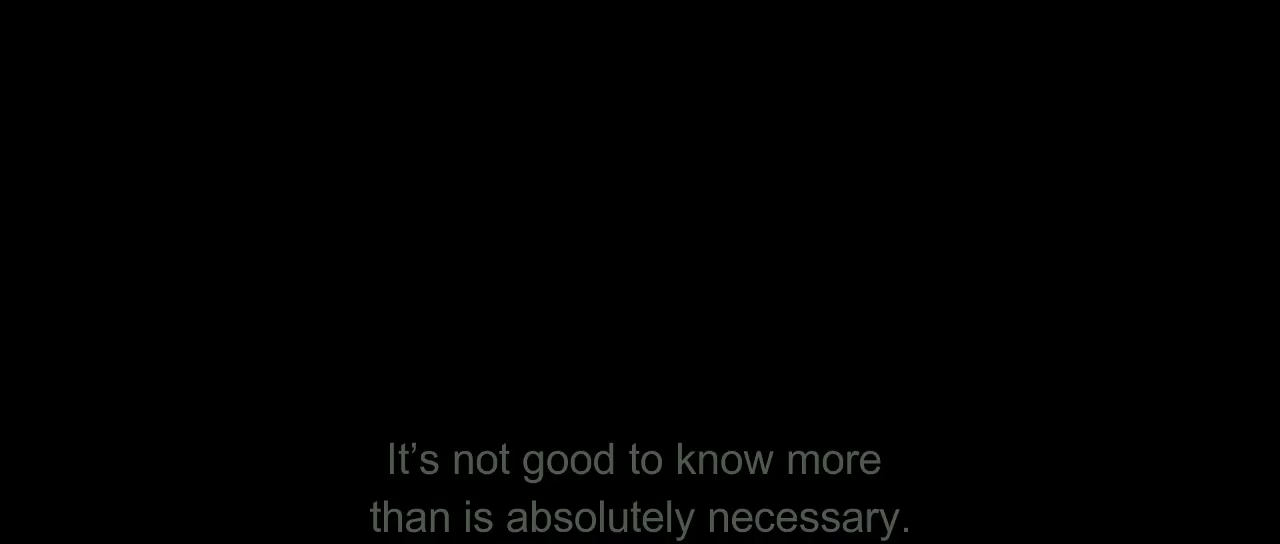 It’s not good to know more
than is absolutely necessary.